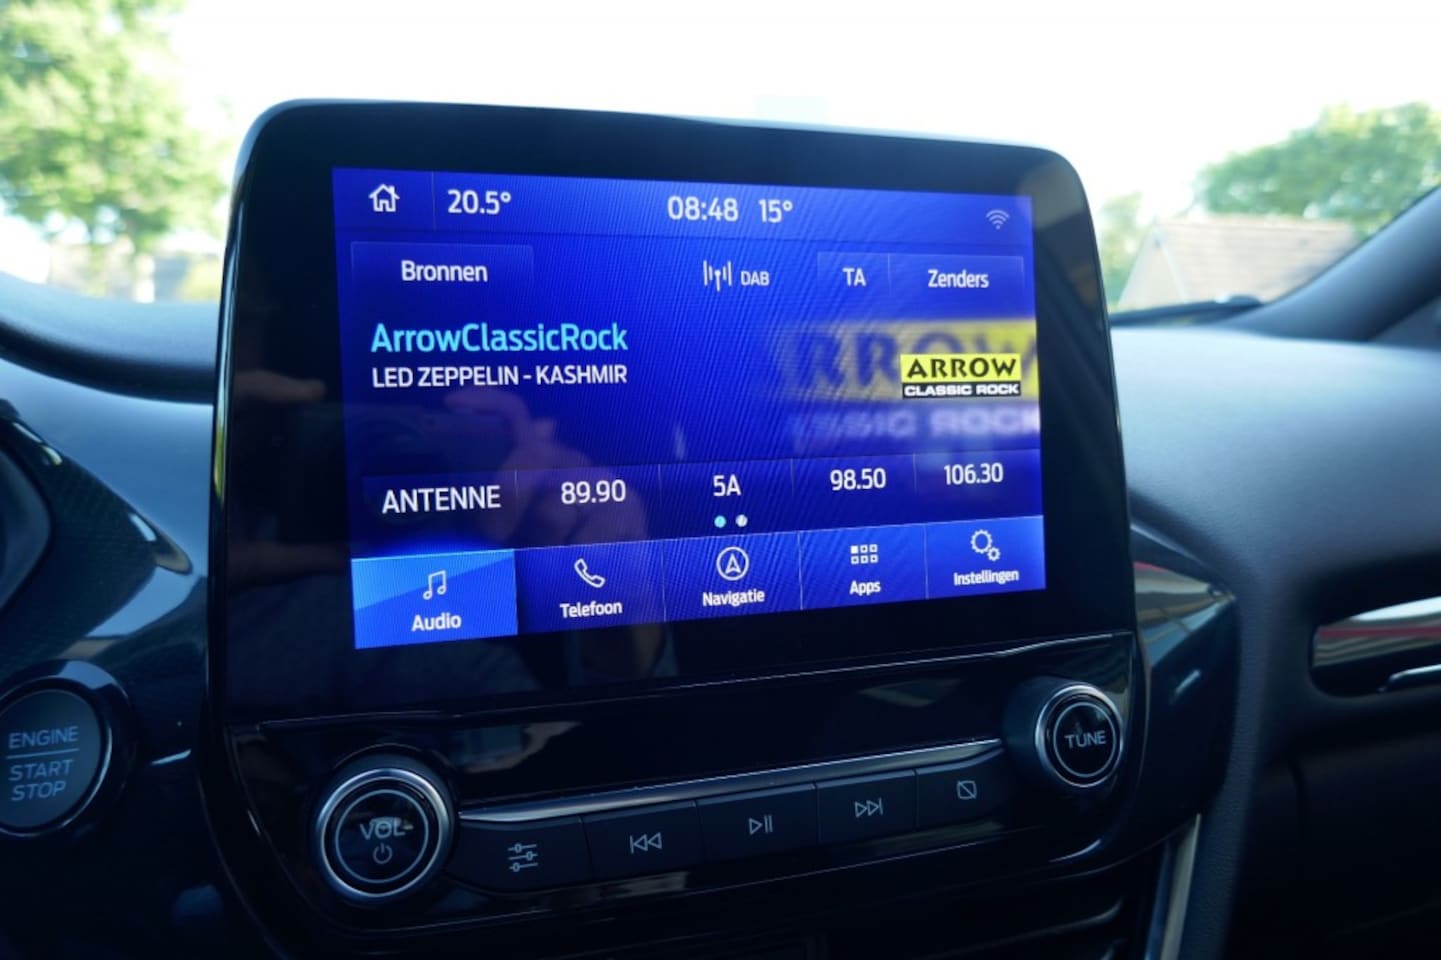 20.5° 08:48 15°
Bronnen DAB TA Zenders
ArrowClassicRock
LED ZEPPELIN - KASHMIR
ARROW
CLASSIC ROCK
ANTENNE 89.90 5A 98.50 106.30
Audio Telefoon Navigatie Apps Instellingen
ENGINE
START
STOP
VOL
TUNE